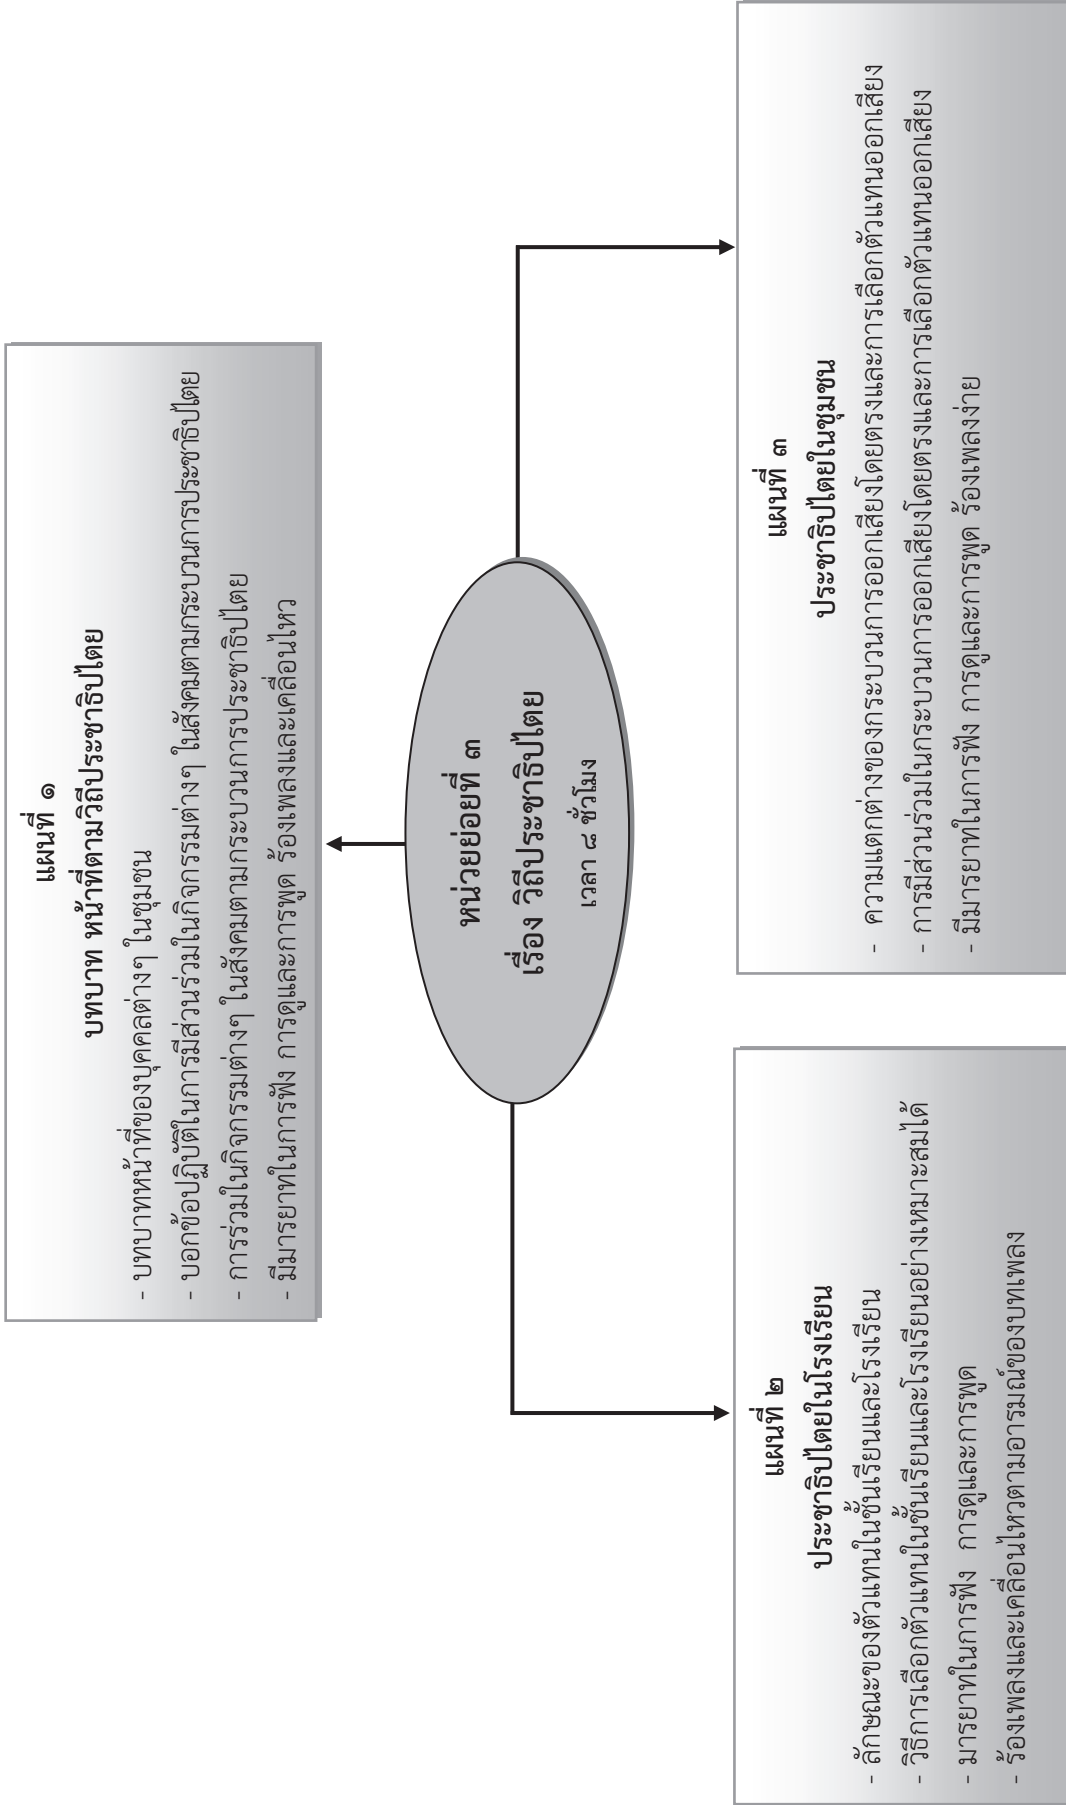 แผนที่ ๑
บทบาท หน้าที่ตามวิถีประชาธิปไตย
- บทบาทหน้าที่ของบุคคลต่างๆ ในชุมชน
- บอกข้อปฏิบัติในการมีส่วนร่วมในกิจกรรมต่างๆ ในสังคมตามกระบวนการประชาธิปไตย
- การร่วมในกิจกรรมต่างๆ ในสังคมตามกระบวนการประชาธิปไตย
- มีมารยาทในการฟัง การดูและการพูด ร้องเพลงและเคลื่อนไหว
หน่วยย่อยที่ ๓
เรื่อง วิถีประชาธิปไตย
เวลา ๘ ชั่วโมง
แผนที่ ๒
ประชาธิปไตยในโรงเรียน
- ลักษณะของตัวแทนในชั้นเรียนและโรงเรียน
- วิธีการเลือกตัวแทนในชั้นเรียนและโรงเรียนอย่างเหมาะสมได้
- มารยาทในการฟัง การดูและการพูด
- ร้องเพลงและเคลื่อนไหวตามอารมณ์ของบทเพลง
แผนที่ ๓
ประชาธิปไตยในชุมชน
- ความแตกต่างของกระบวนการออกเสียงโดยตรงและการเลือกตัวแทนออกเสียง
- การมีส่วนร่วมในกระบวนการออกเสียงโดยตรงและการเลือกตัวแทนออกเสียง
- มีมารยาทในการฟัง การดูและการพูด ร้องเพลงง่าย